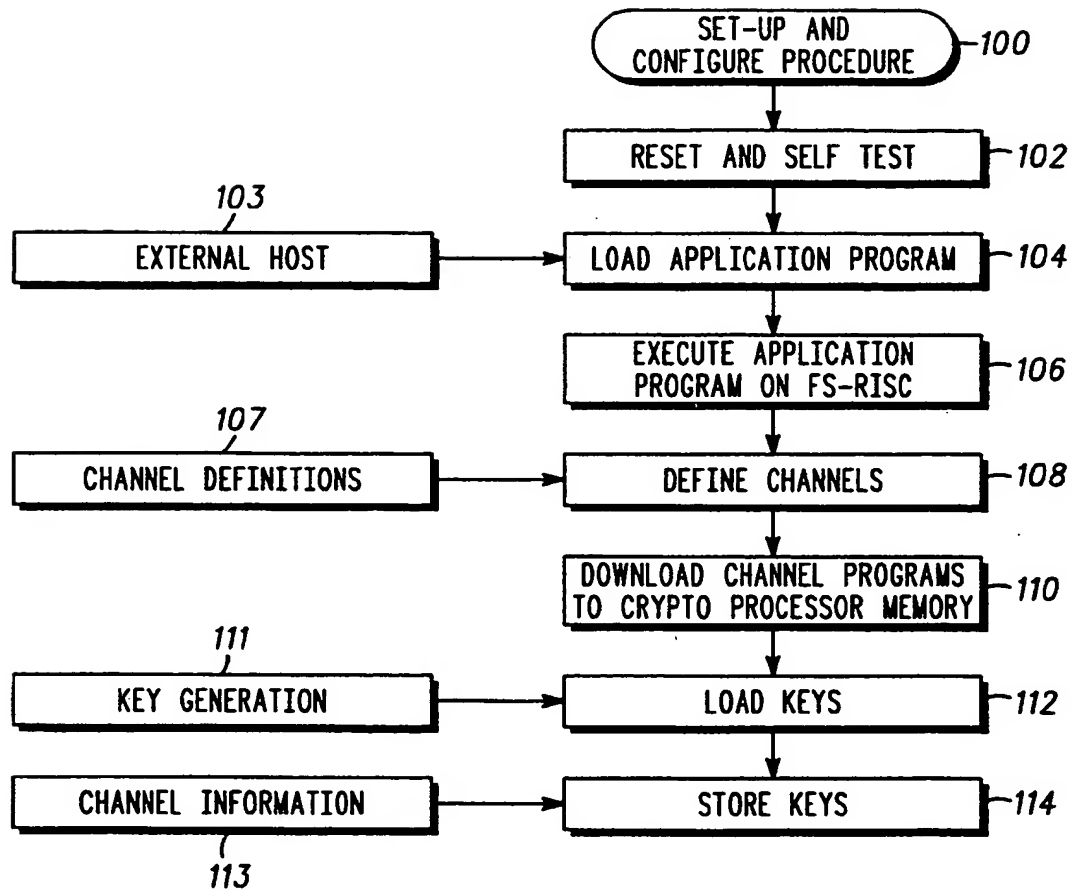 SET-UP AND
CONFIGURE PROCEDURE
100
RESET AND SELF TEST
102
103
EXTERNAL HOST
LOAD APPLICATION PROGRAM
104
EXECUTE APPLICATION
PROGRAM ON FS-RISC
106
107
CHANNEL DEFINITIONS
DEFINE CHANNELS
108
DOWNLOAD CHANNEL PROGRAMS
TO CRYPTO PROCESSOR MEMORY
110
111
KEY GENERATION
LOAD KEYS
112
CHANNEL INFORMATION
113
STORE KEYS
114